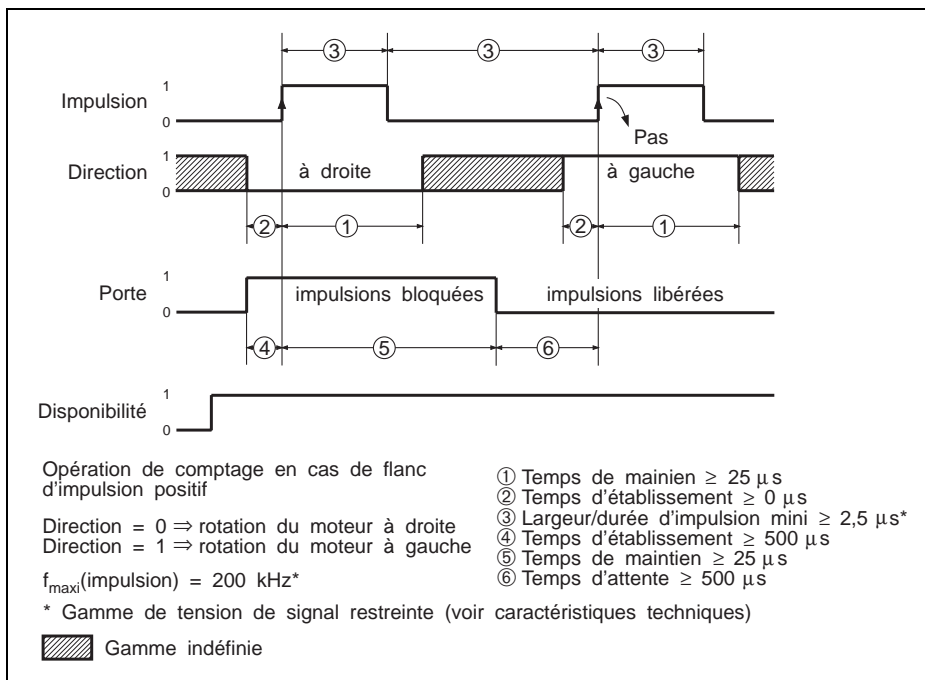 ③ ③ ③
Impulsion 1 0
Pas
Direction 1 0 à droite à gauche
② ① ② ①
Porte 1 0 impulsions bloquées impulsions libérées
④ ⑤ ⑥
Disponibilité 1 0
Opération de comptage en cas de flanc
d'impulsion positif
Direction = 0 ⇒ rotation du moteur à droite
Direction = 1 ⇒ rotation du moteur à gauche
fmaxi(impulsion) = 200 kHz*
① Temps de mainien ≥ 25 µs
② Temps d'établissement ≥ 0 µs
③ Largeur/durée d'impulsion mini ≥ 2,5 µs*
④ Temps d'établissement ≥ 500 µs
⑤ Temps de maintien ≥ 25 µs
⑥ Temps d'attente ≥ 500 µs
* Gamme de tension de signal restreinte (voir caractéristiques techniques)
Gamme indéfinie